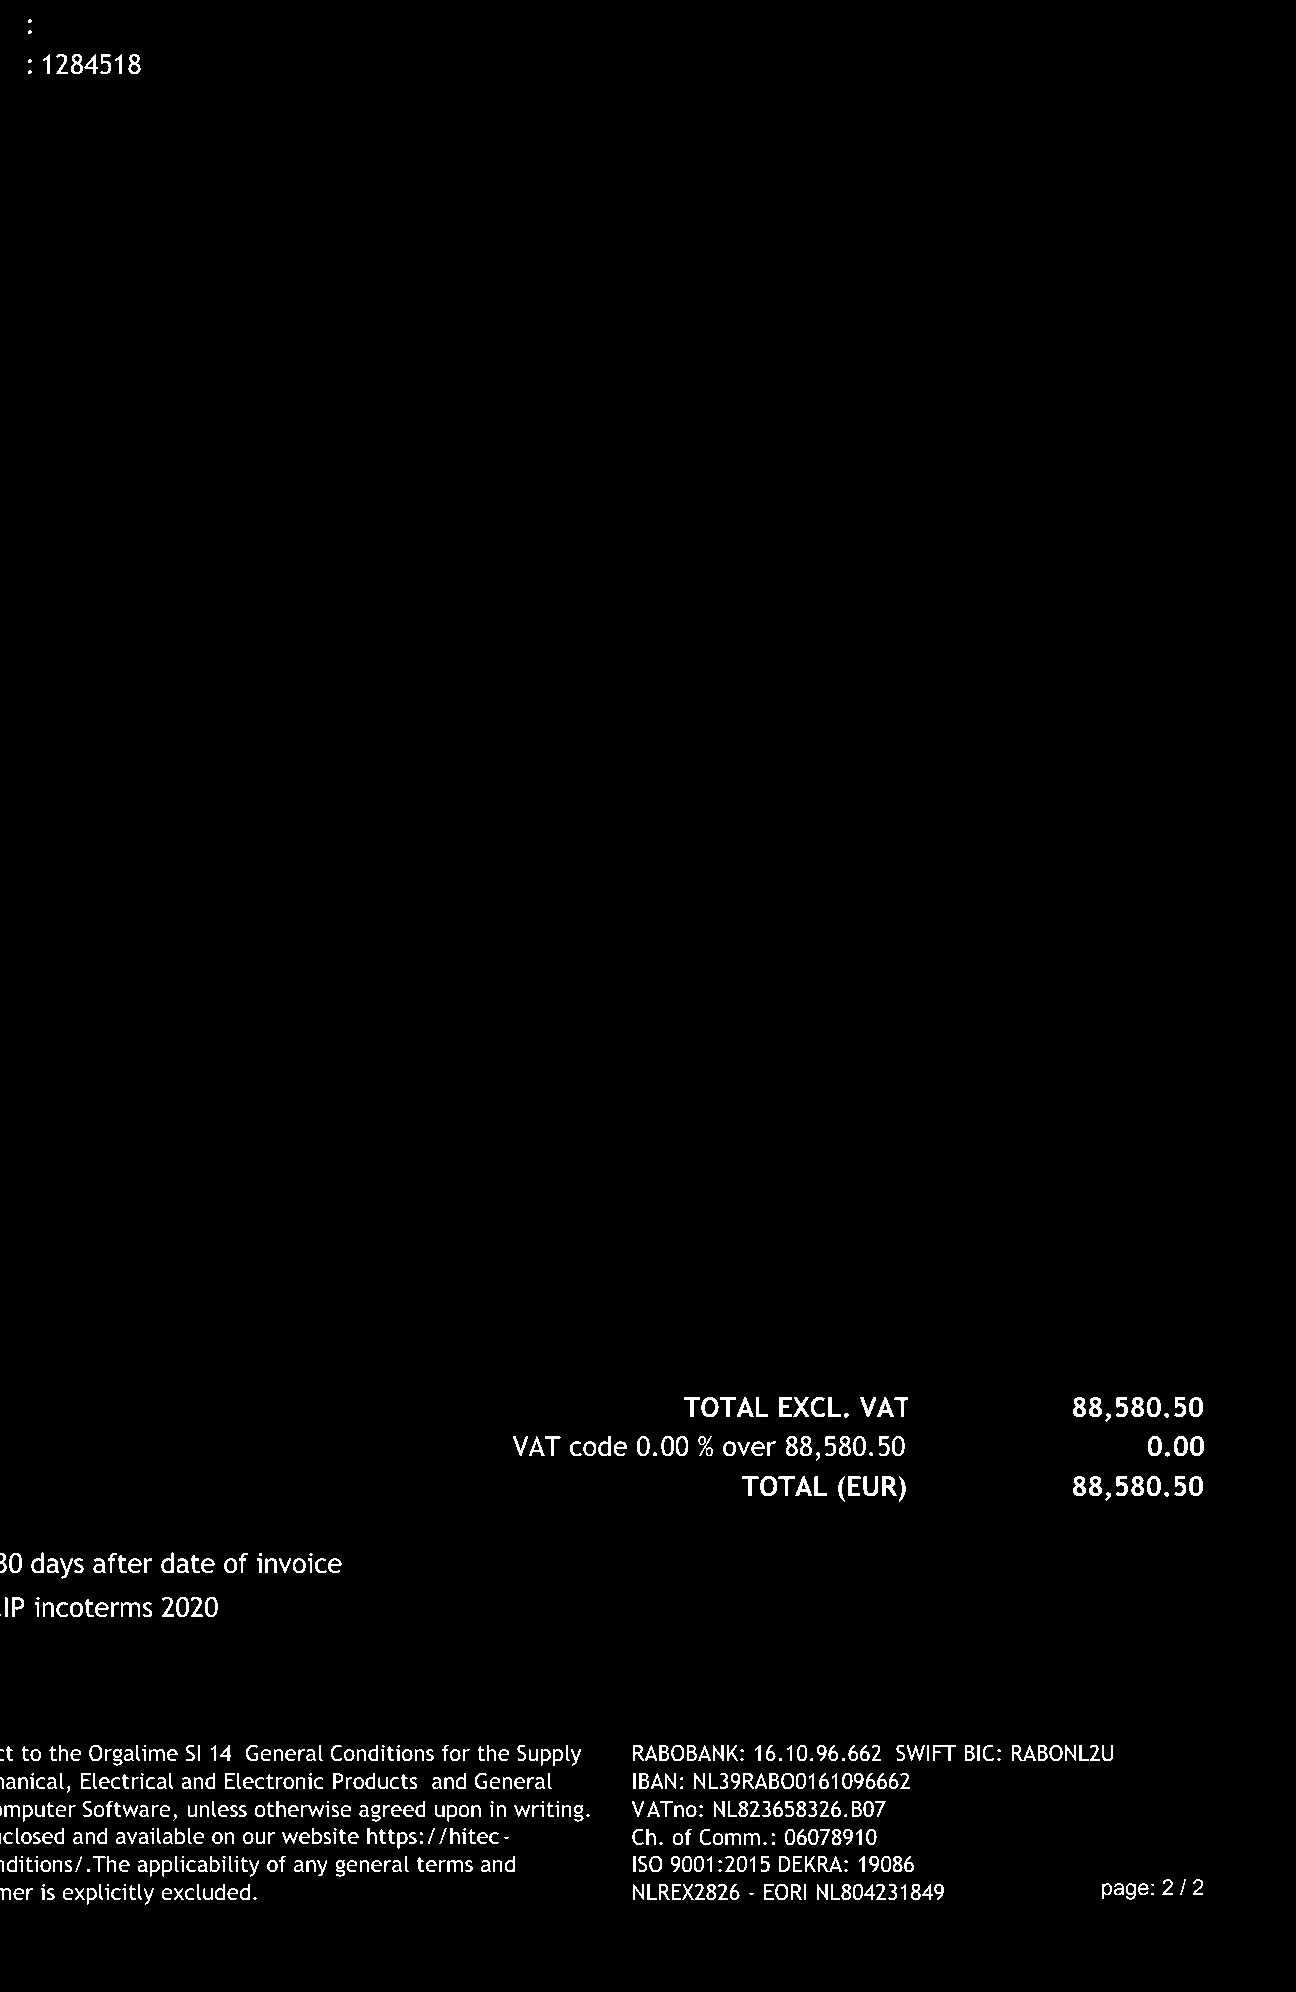 :
: 1284518
TOTAL EXCL. VAT 88,580.50
VAT code 0.00 % over 88,580.50 0.00
TOTAL (EUR) 88,580.50
30 days after date of invoice
IP incoterms 2020
ct to the Orgalime SI 14 General Conditions for the Supply
hanical, Electrical and Electronic Products and General
omputer Software, unless otherwise agreed upon in writing.
closed and available on our website https://hitec-
nditions/.The applicability of any general terms and
mer is explicitly excluded.
RABOBANK: 16.10.96.662 SWIFT BIC: RABONL2U
IBAN: NL39RABO0161096662
VATno: NL823658326.B07
Ch. of Comm.: 06078910
ISO 9001:2015 DEKRA: 19086
NLREX2826 - EORI NL804231849
page: 2 / 2